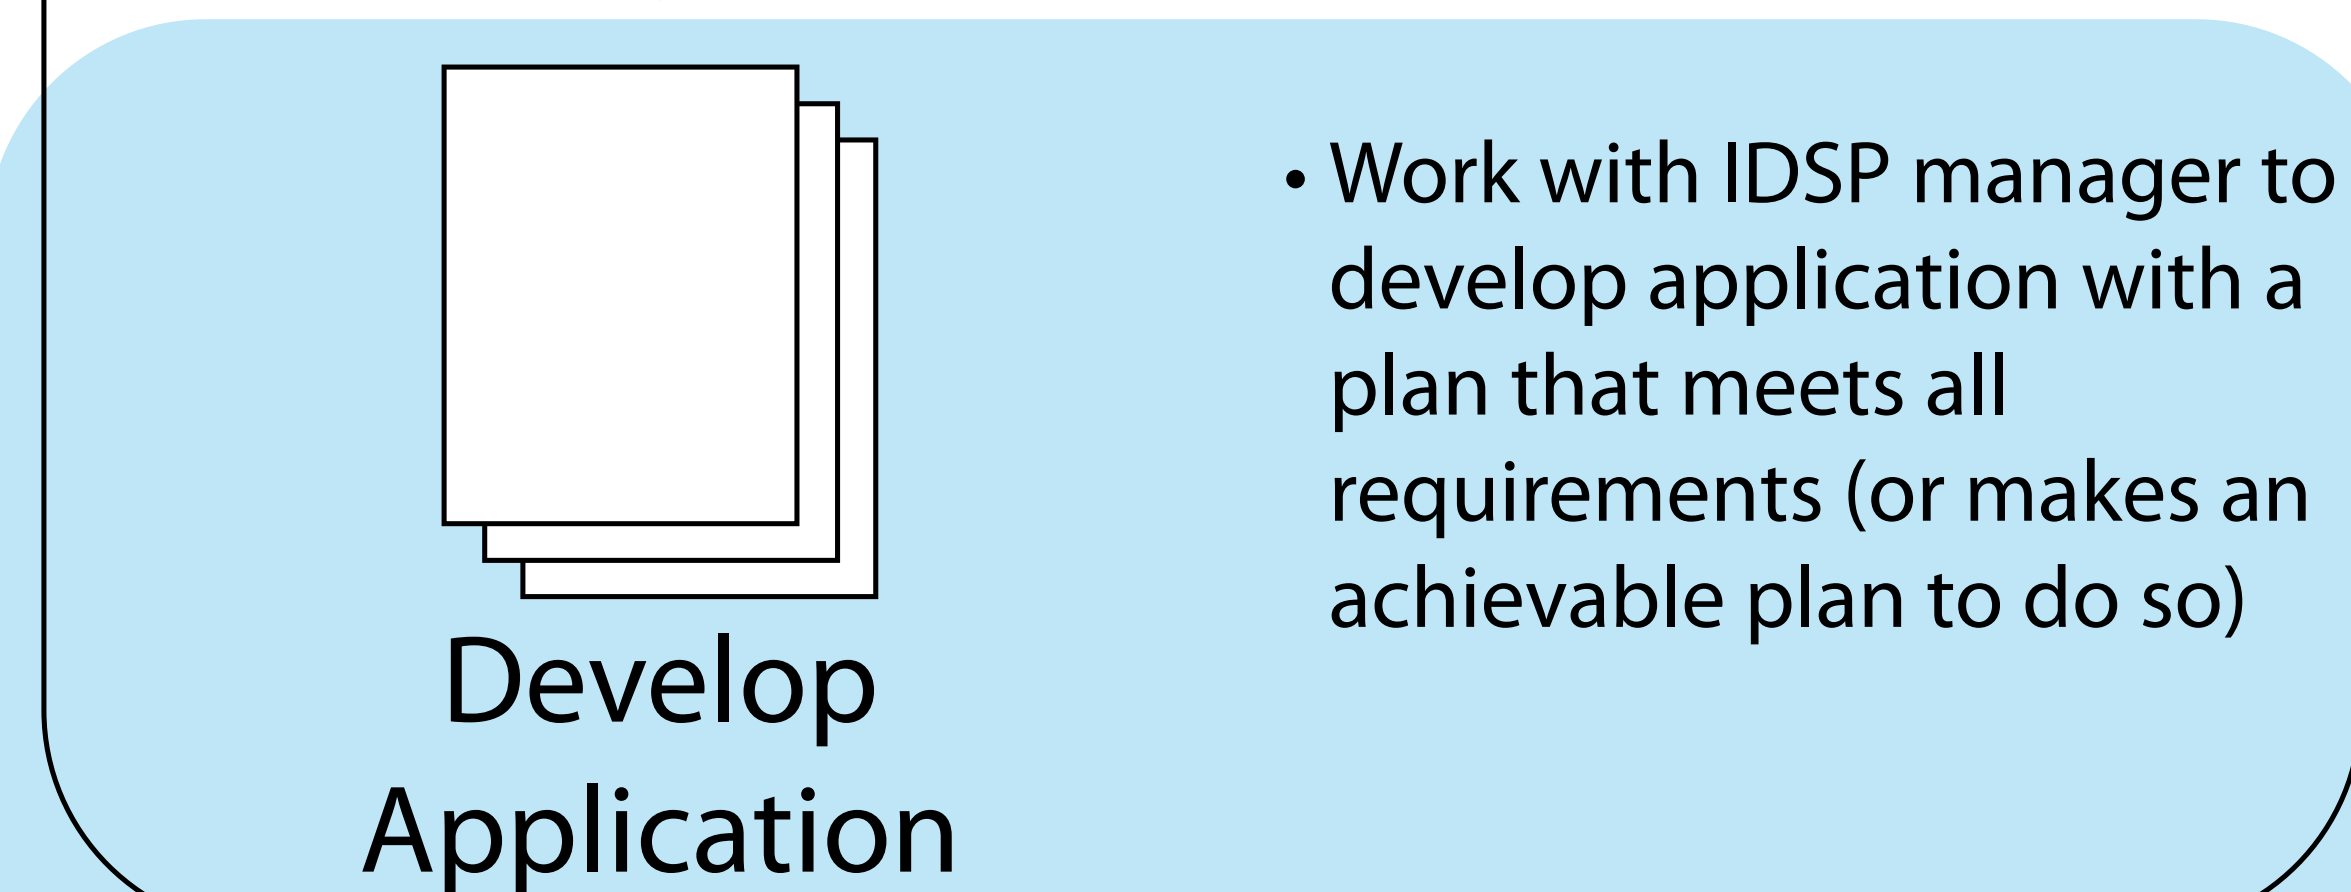 Develop
Application
• Work with IDSP manager to
develop application with a
plan that meets all
requirements (or makes an
achievable plan to do so)